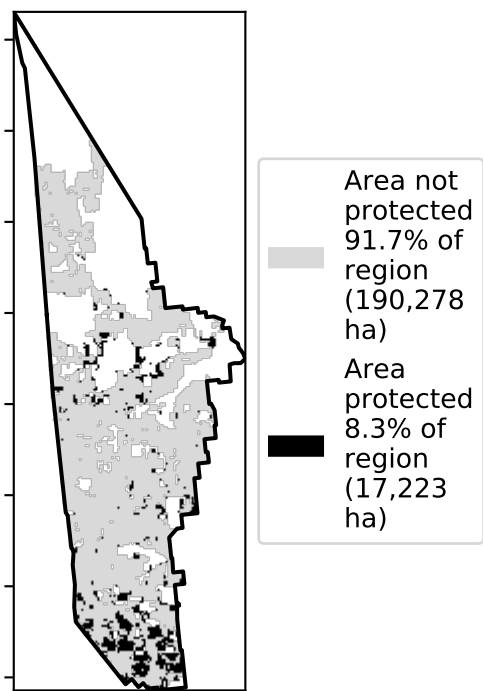 Area not
protected
91.7% of
region
(190,278
ha)
Area
protected
8.3% of
region
(17,223
ha)